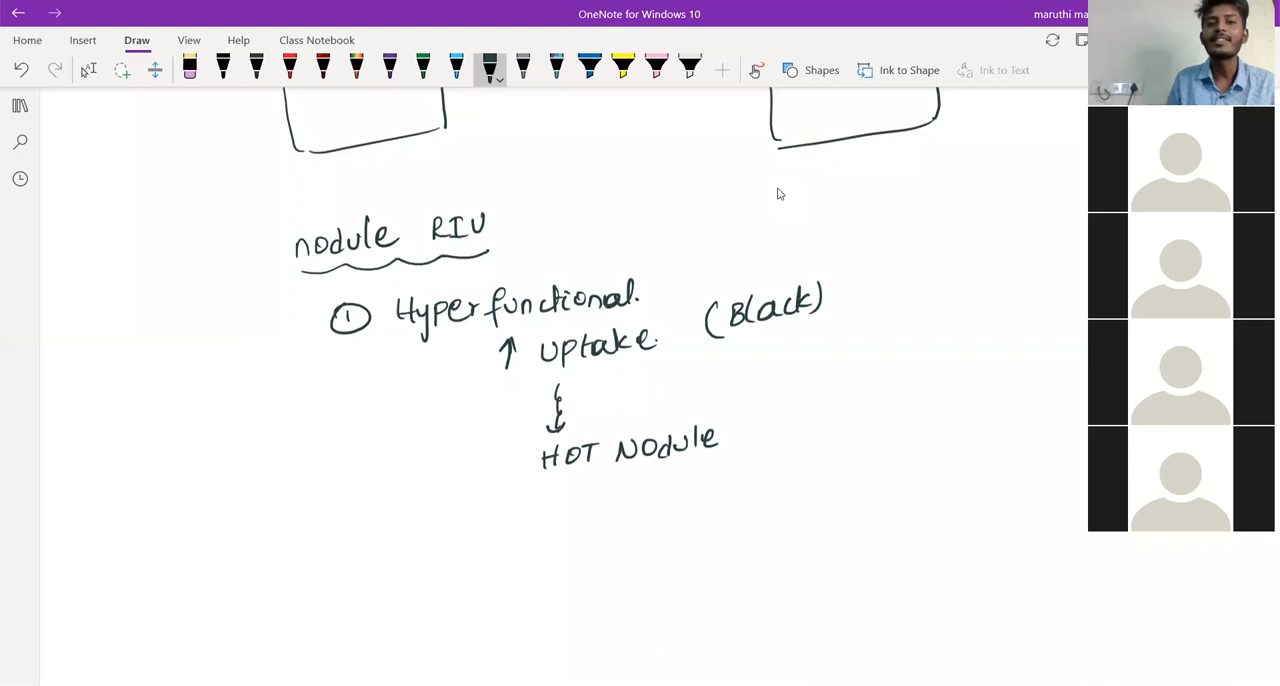 OneNote for Windows 10
maruthi ma
Home Insert Draw View Help Class Notebook
Shapes Ink to Shape Ink to Text
nodule RIU
① Hyperfunctional. (Black)
↑ uptake.
HOT NOdule